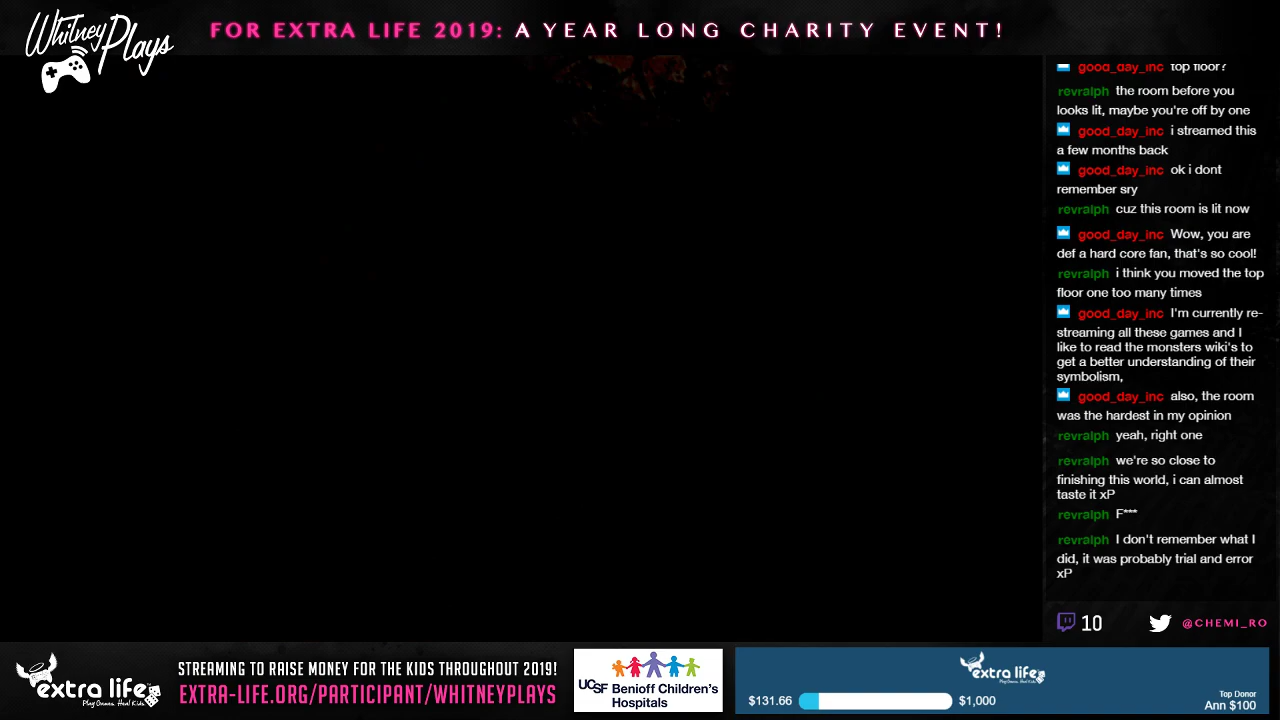 Whitney Plays
FOR EXTRA LIFE 2019: A YEAR LONG CHARITY EVENT!
good_day_inc top floor?
revralph the room before you
looks lit, maybe you're off by one
good_day_inc i streamed this
a few months back
good_day_inc ok i dont
remember sry
revralph cuz this room is lit now
good_day_inc Wow, you are
def a hard core fan, that's so cool!
revralph i think you moved the top
floor one too many times
good_day_inc I'm currently re-
streaming all these games and I
like to read the monsters wiki's to
get a better understanding of their
symbolism,
good_day_inc also, the room
was the hardest in my opinion
revralph yeah, right one
revralph we're so close to
finishing this world, i can almost
taste it xP
revralph F***
revralph I don't remember what I
did, it was probably trial and error
xP
10
@CHEMI_RO
extra life
Play Games. Heal Kids.
STREAMING TO RAISE MONEY FOR THE KIDS THROUGHOUT 2019!
EXTRA-LIFE.ORG/PARTICIPANT/WHITNEYPLAYS
UCSF Benioff Children's
Hospitals
extra life
$131.66
$1,000
Top Donor
Ann $100